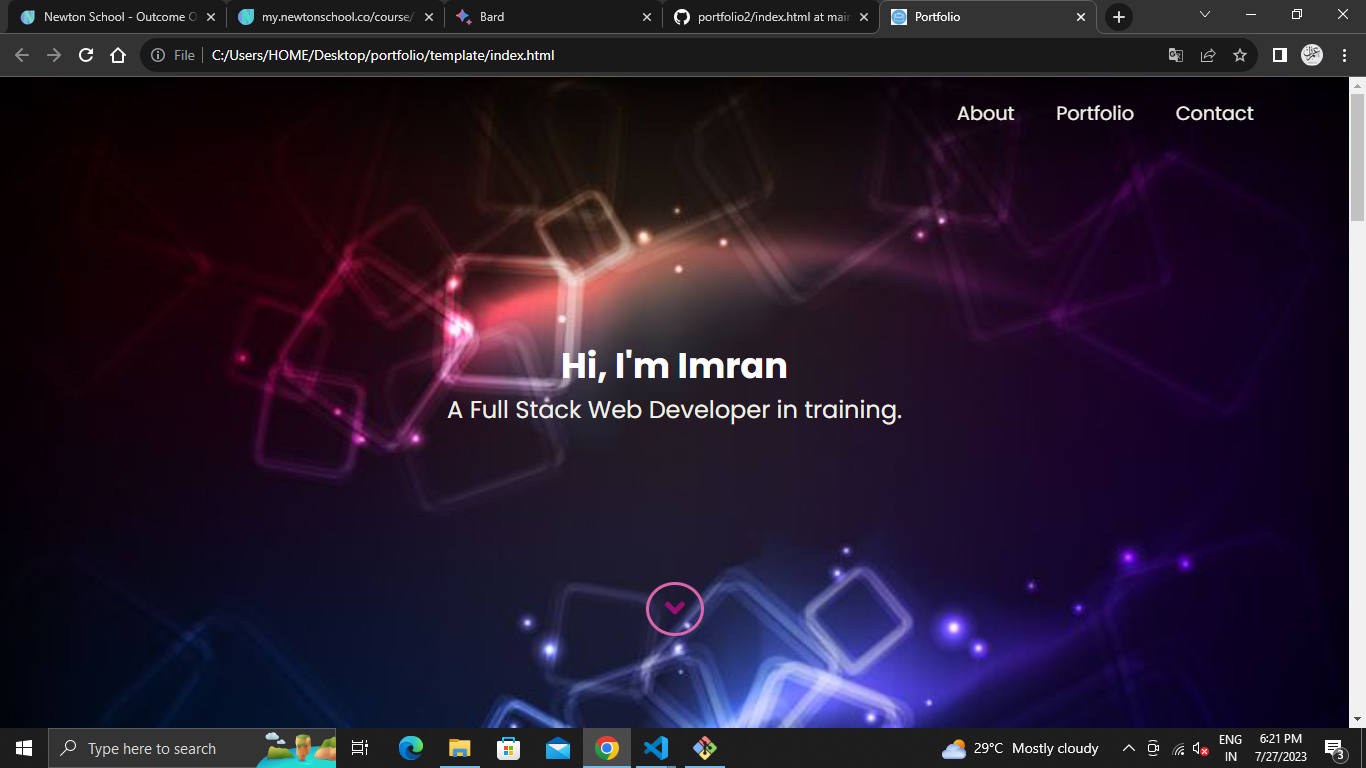 Newton School - Outcome O
my.newtonschool.co/course/
Bard
portfolio2/index.html at main
Portfolio
File
C:/Users/HOME/Desktop/portfolio/template/index.html
About
Portfolio
Contact
Hi, I'm Imran
A Full Stack Web Developer in training.
Type here to search
29°C Mostly cloudy
ENG
IN
6:21 PM
7/27/2023
3